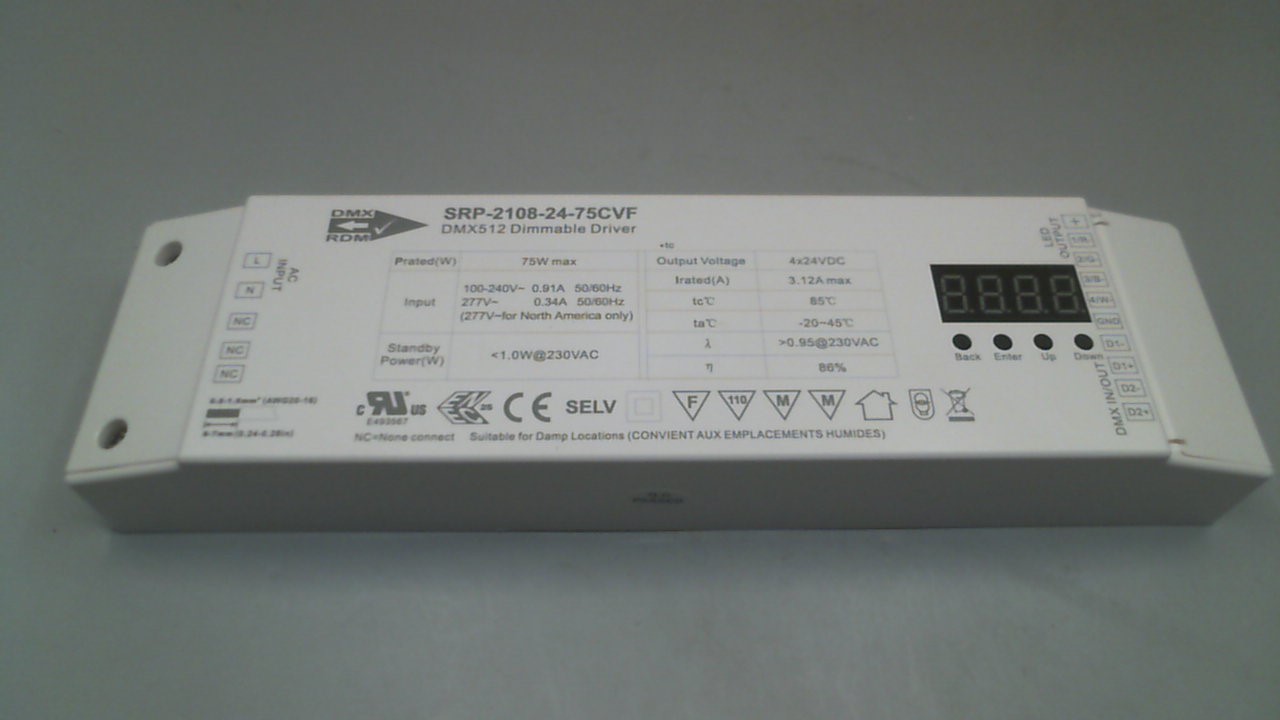 DMX
RDM
SRP-2108-24-75CVF
DMX512 Dimmable Driver
•tc
L
N
NC
NC
NC
AC INPUT
Prated(W) 75W max
Input
100-240V~ 0.91A 50/60Hz
277V~ 0.34A 50/60Hz
(277V~for North America only)
Standby Power(W) <1.0W@230VAC
Output Voltage 4x24VDC
Irated(A) 3.12A max
tc℃ 85℃
ta℃ -20~45℃
λ >0.95@230VAC
η 86%
Back Enter Up Down
LED OUTPUT
+
1/R-
2/G-
3/B-
4/W-
GND
D1-
D1+
D2-
D2+
DMX IN/OUT
c RU US
E493567
CE
SELV
F
110
M
M
NC=None connect Suitable for Damp Locations (CONVIENT AUX EMPLACEMENTS HUMIDES)